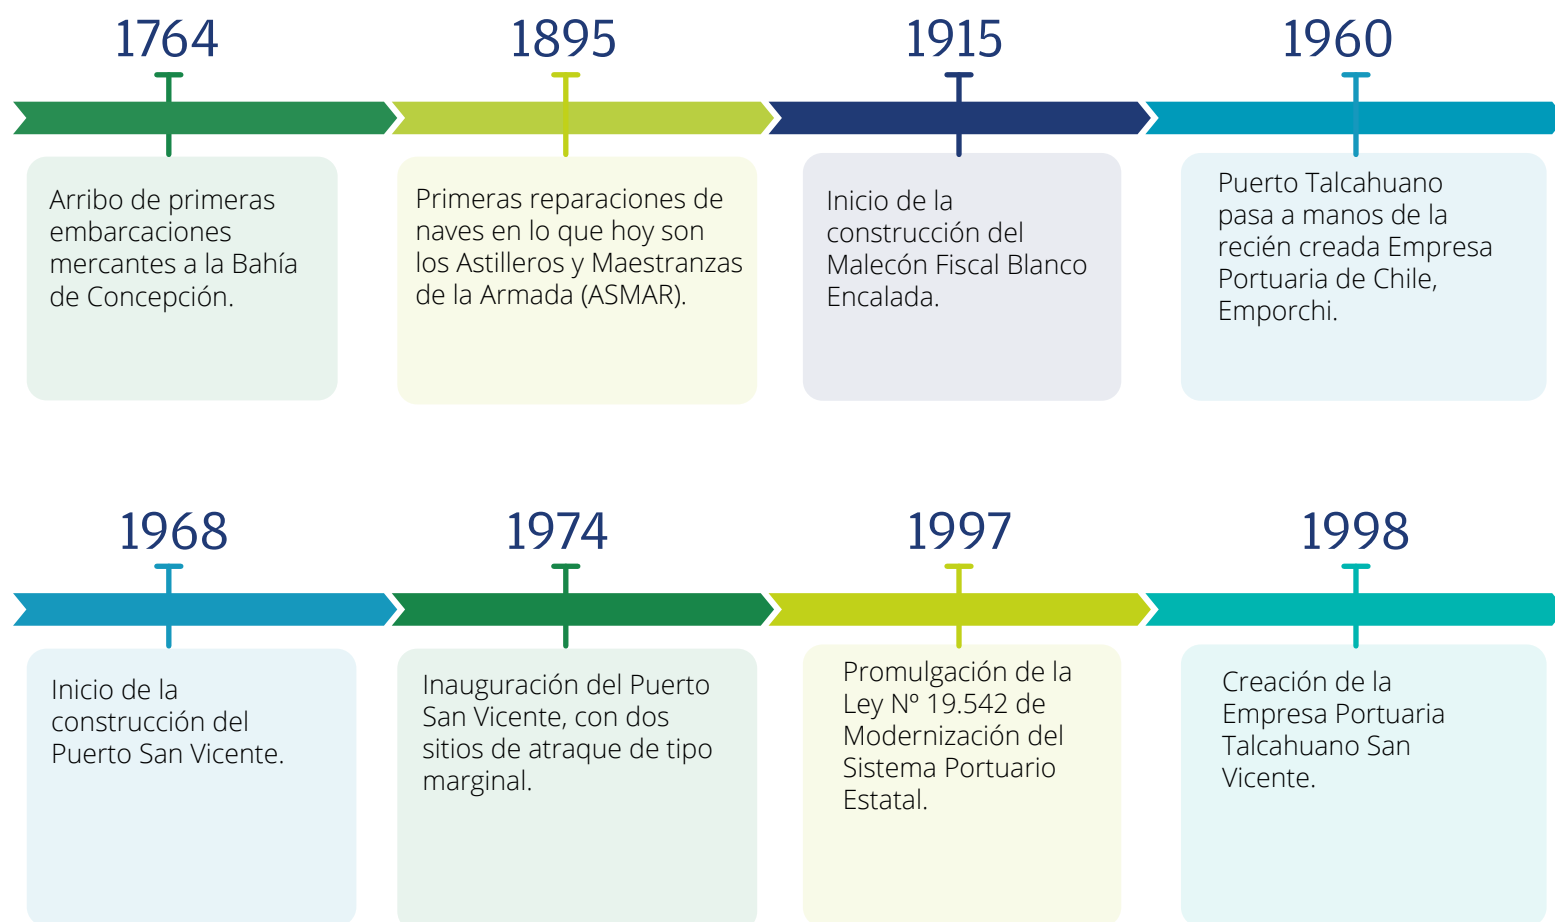 1764
Arribo de primeras
embarcaciones
mercantes a la Bahía
de Concepción.
1895
Primeras reparaciones de
naves en lo que hoy son
los Astilleros y Maestranzas
de la Armada (ASMAR).
1915
Inicio de la
construcción del
Malecón Fiscal Blanco
Encalada.
1960
Puerto Talcahuano
pasa a manos de la
recién creada Empresa
Portuaria de Chile,
Emporchi.
1968
Inicio de la
construcción del
Puerto San Vicente.
1974
Inauguración del Puerto
San Vicente, con dos
sitios de atraque de tipo
marginal.
1997
Promulgación de la
Ley Nº 19.542 de
Modernización del
Sistema Portuario
Estatal.
1998
Creación de la
Empresa Portuaria
Talcahuano San
Vicente.